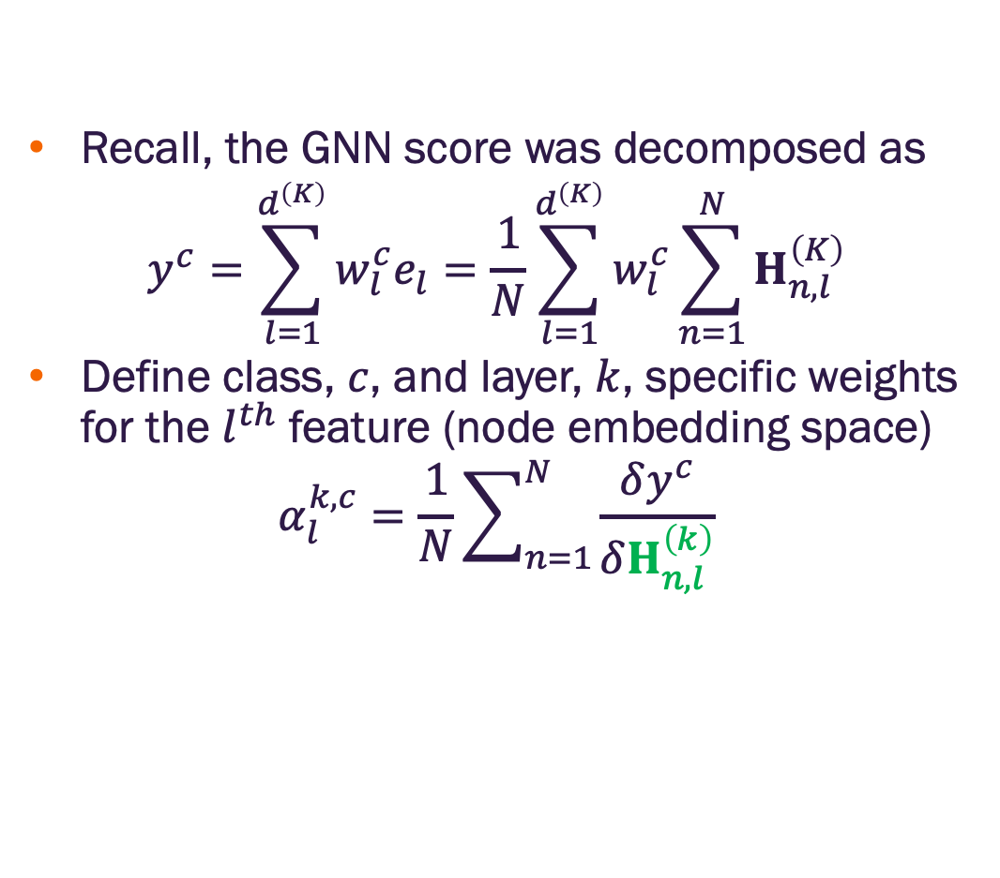 • Recall, the GNN score was decomposed as
$y^c = \sum_{l=1}^{d^{(K)}} w_l^c e_l = \frac{1}{N} \sum_{l=1}^{d^{(K)}} w_l^c \sum_{n=1}^{N} \mathbf{H}_{n,l}^{(K)}$
• Define class, $c$, and layer, $k$, specific weights
for the $l^{th}$ feature (node embedding space)
$\alpha_l^{k,c} = \frac{1}{N} \sum_{n=1}^{N} \frac{\delta y^c}{\delta \mathbf{H}_{n,l}^{(k)}}$